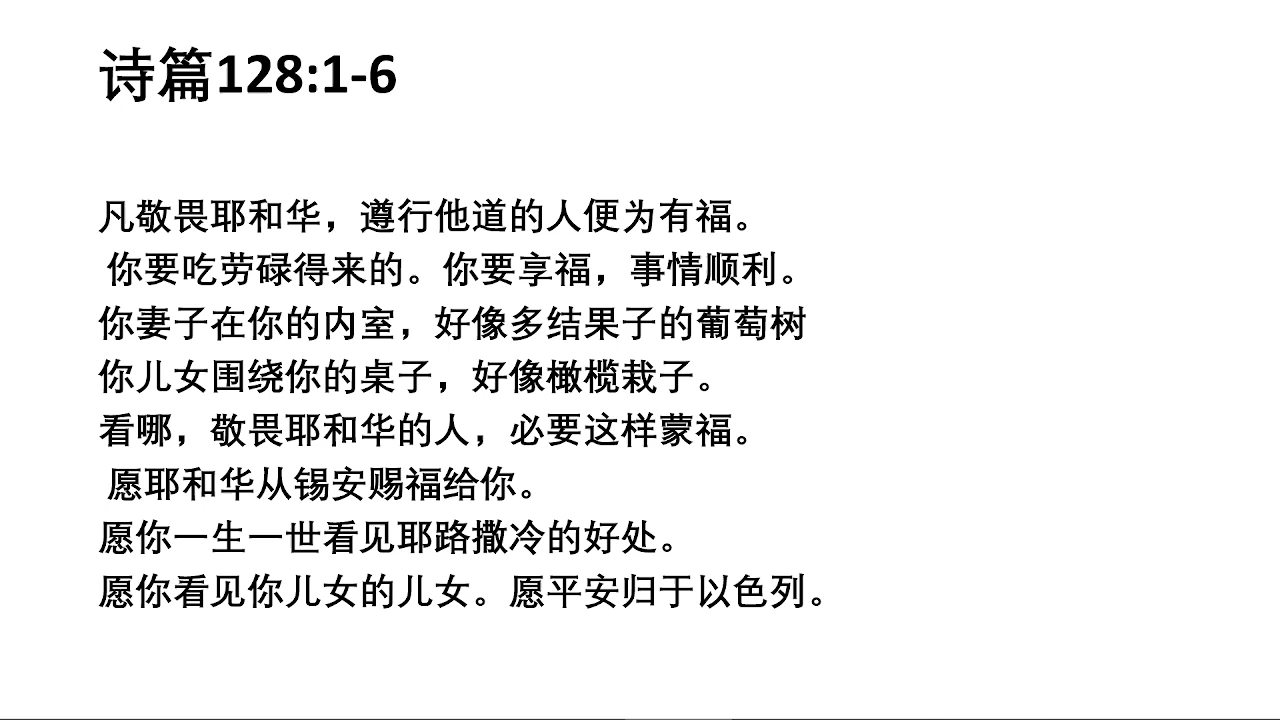 诗篇128:1-6
凡敬畏耶和华，遵行他道的人便为有福。
你要吃劳碌得来的。你要享福，事情顺利。
你妻子在你的内室，好像多结果子的葡萄树
你儿女围绕你的桌子，好像橄榄栽子。
看哪，敬畏耶和华的人，必要这样蒙福。
愿耶和华从锡安赐福给你。
愿你一生一世看见耶路撒冷的好处。
愿你看见你儿女的儿女。愿平安归于以色列。